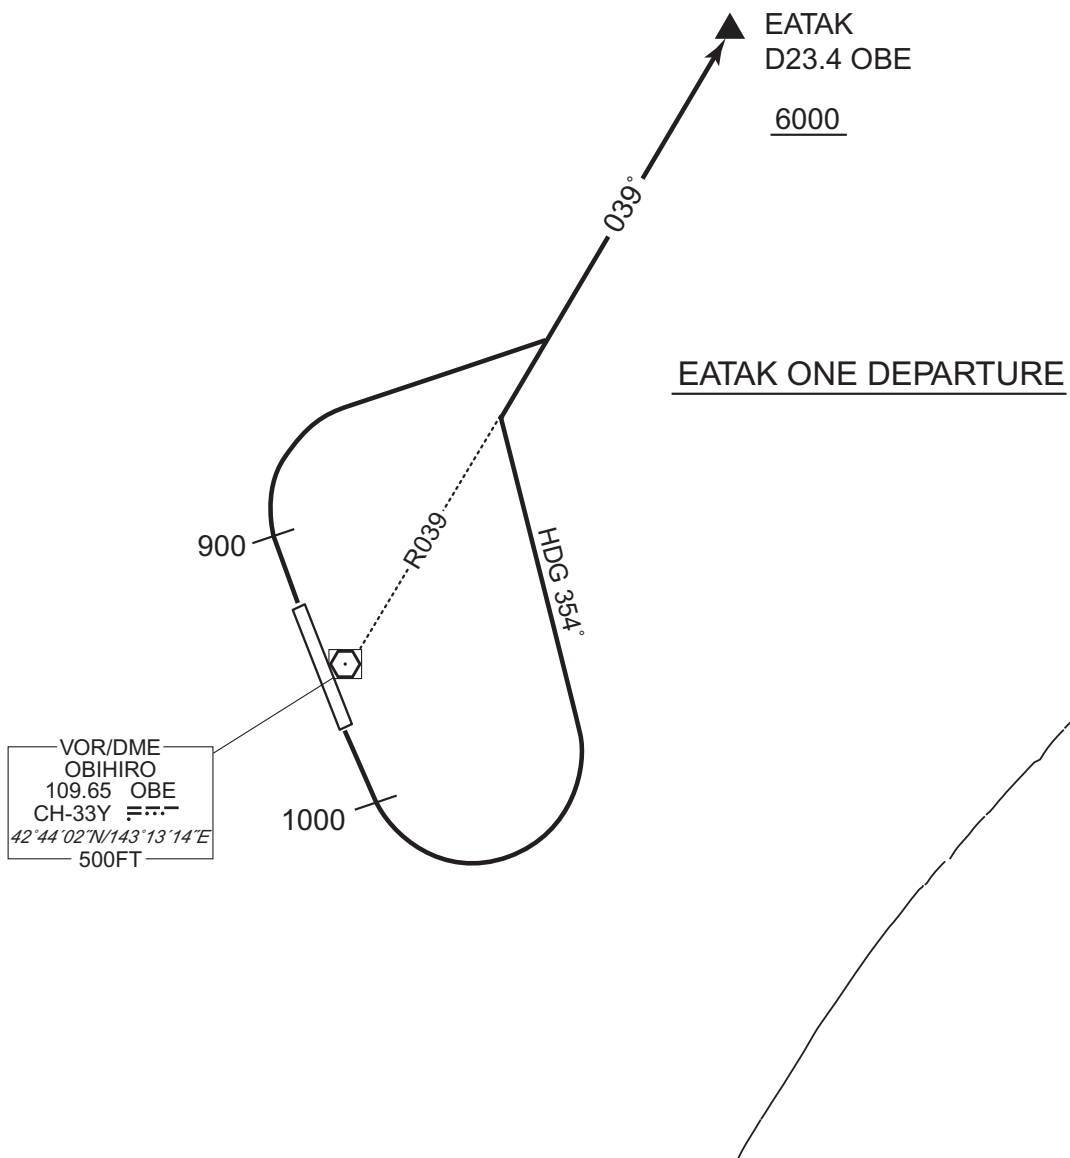 EATAK
D23.4 OBE
6000
039°
EATAK ONE DEPARTURE
900
R039
HDG 354°
VOR/DME
OBIHIRO
109.65 OBE
CH-33Y
42°44′02″N/143°13′14″E
500FT
1000